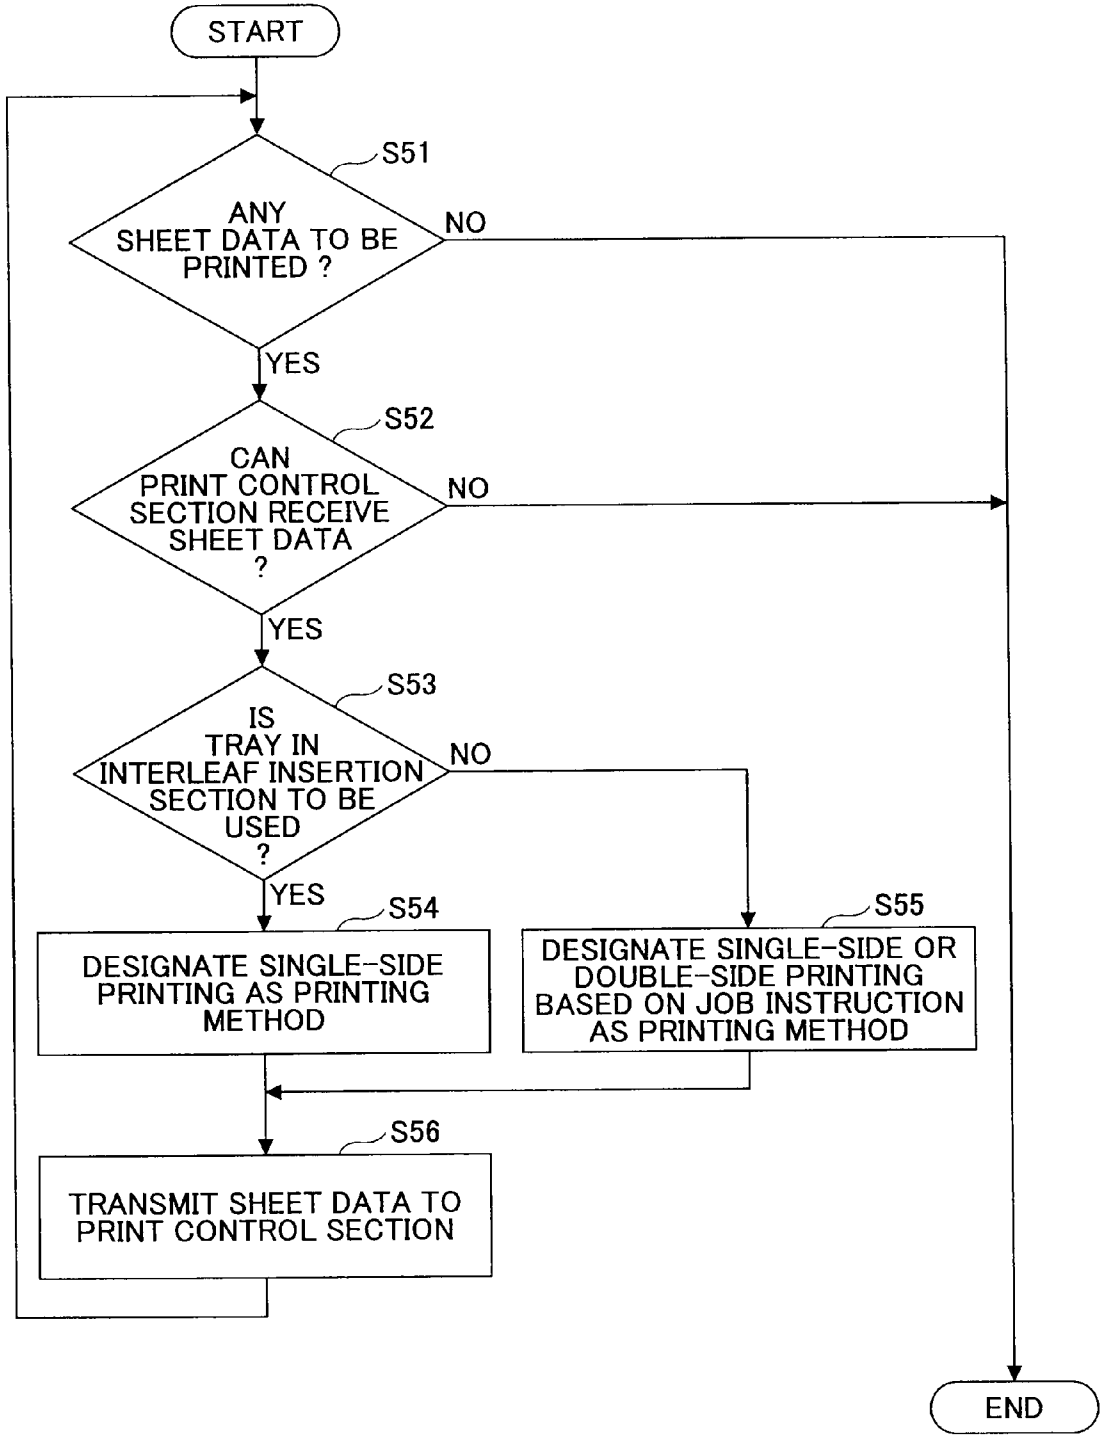 START
S51
ANY
SHEET DATA TO BE
PRINTED ?
NO
YES
S52
CAN
PRINT CONTROL
SECTION RECEIVE
SHEET DATA
?
NO
YES
S53
IS
TRAY IN
INTERLEAF INSERTION
SECTION TO BE
USED
?
NO
YES
S54
DESIGNATE SINGLE-SIDE
PRINTING AS PRINTING
METHOD
S55
DESIGNATE SINGLE-SIDE OR
DOUBLE-SIDE PRINTING
BASED ON JOB INSTRUCTION
AS PRINTING METHOD
S56
TRANSMIT SHEET DATA TO
PRINT CONTROL SECTION
END